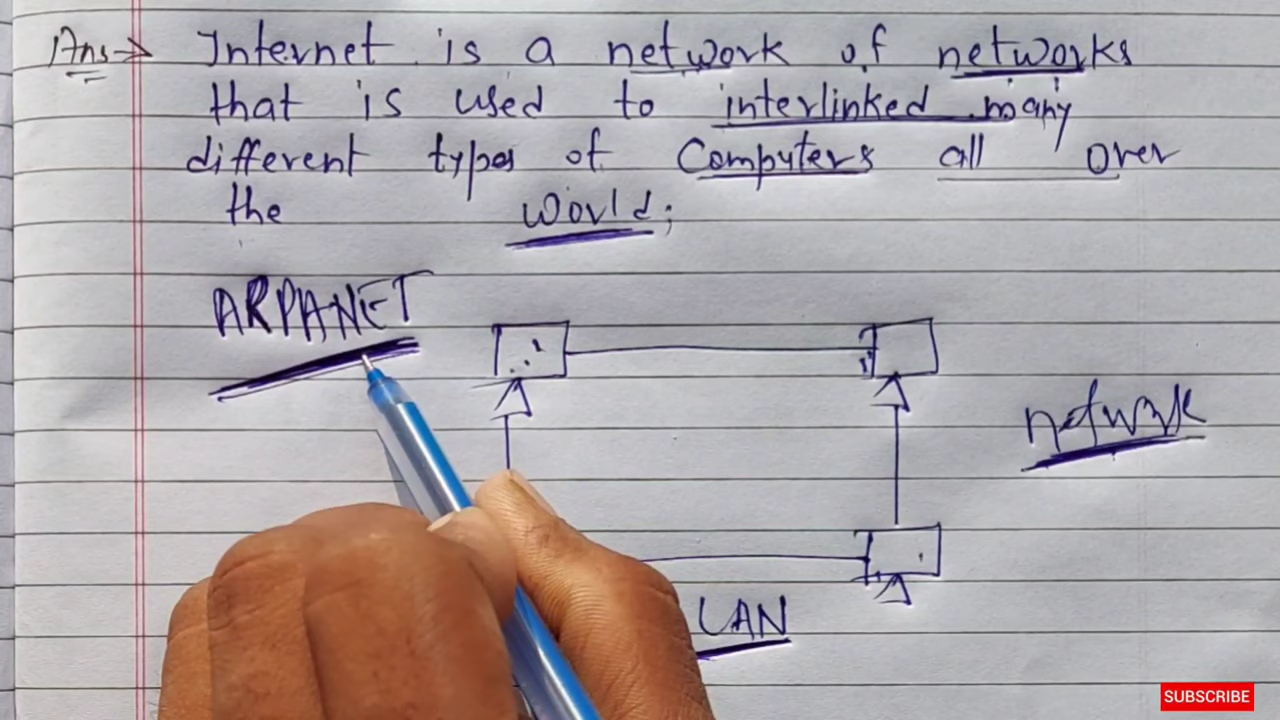 Ans→ Internet is a network of networks
that is used to interlinked many
different types of Computers all over
the world;
ARPANET
network
LAN
SUBSCRIBE